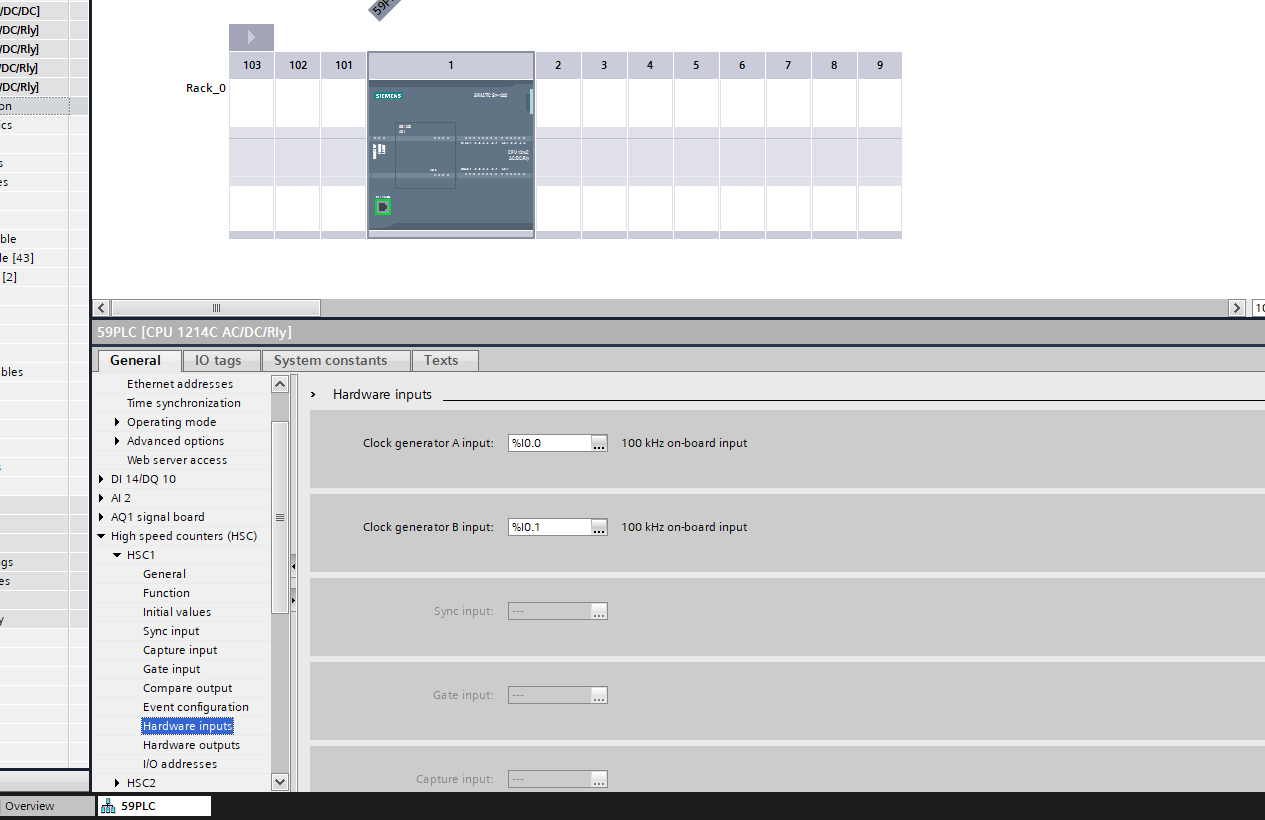 /DC/DC]
/DC/Rly]
/DC/Rly]
/DC/Rly]
/DC/Rly]
on
ics
s
es
ble
le [43]
[2]
bles
s
gs
es
y
103 102 101 1 2 3 4 5 6 7 8 9
Rack_0
SIEMENS
SIMATIC S7-1200
CPU 1214C
AC/DC/Rly
59PLC [CPU 1214C AC/DC/Rly]
General IO tags System constants Texts
Ethernet addresses
Time synchronization
Operating mode
Advanced options
Web server access
DI 14/DQ 10
AI 2
AQ1 signal board
High speed counters (HSC)
HSC1
General
Function
Initial values
Sync input
Capture input
Gate input
Compare output
Event configuration
Hardware inputs
Hardware outputs
I/O addresses
HSC2
Hardware inputs
Clock generator A input: %I0.0 ... 100 kHz on-board input
Clock generator B input: %I0.1 ... 100 kHz on-board input
Sync input: --- ...
Gate input: --- ...
Capture input: --- ...
Overview 59PLC